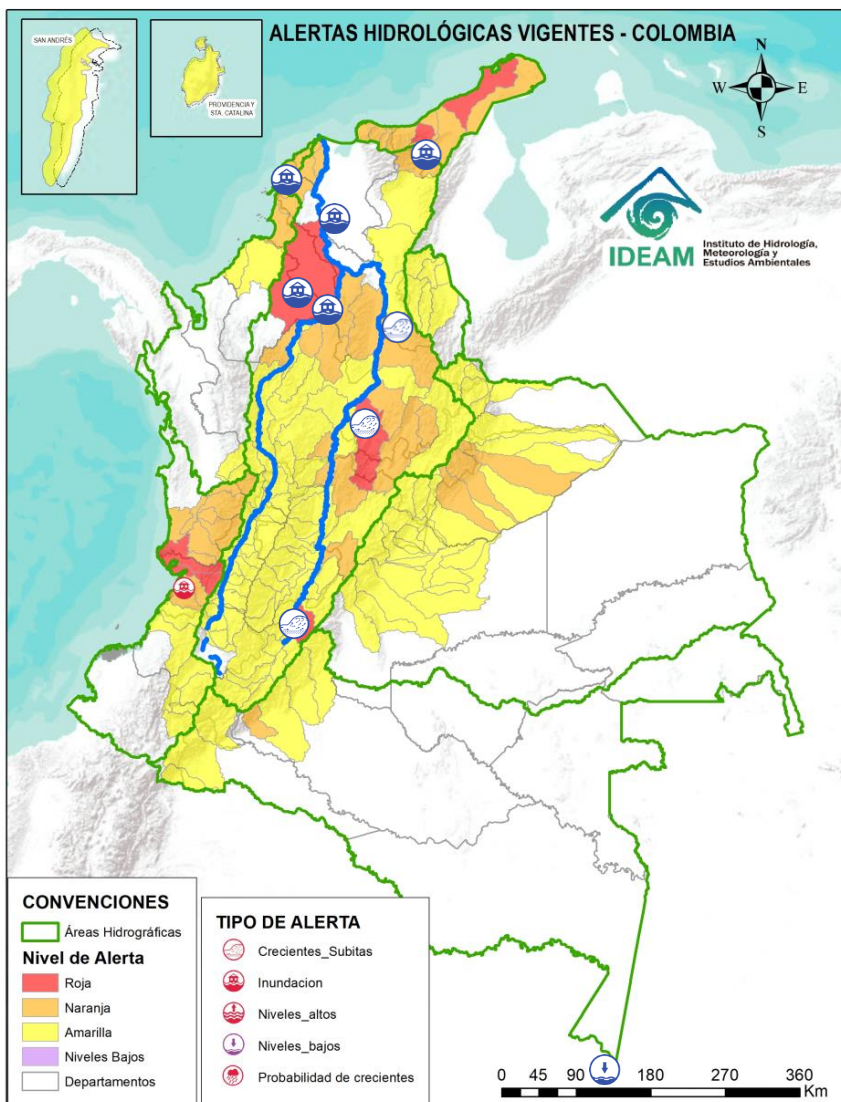 ALERTAS HIDROLÓGICAS VIGENTES - COLOMBIA
SAN ANDRÉS
PROVIDENCIA Y
STA. CATALINA
N
W
E
S
IDEAM
Instituto de Hidrología,
Meteorología y
Estudios Ambientales
CONVENCIONES
Áreas Hidrográficas
Nivel de Alerta
Roja
Naranja
Amarilla
Niveles Bajos
Departamentos
TIPO DE ALERTA
Crecientes_Subitas
Inundacion
Niveles_altos
Niveles_bajos
Probabilidad de crecientes
0 45 90 180 270 360
Km